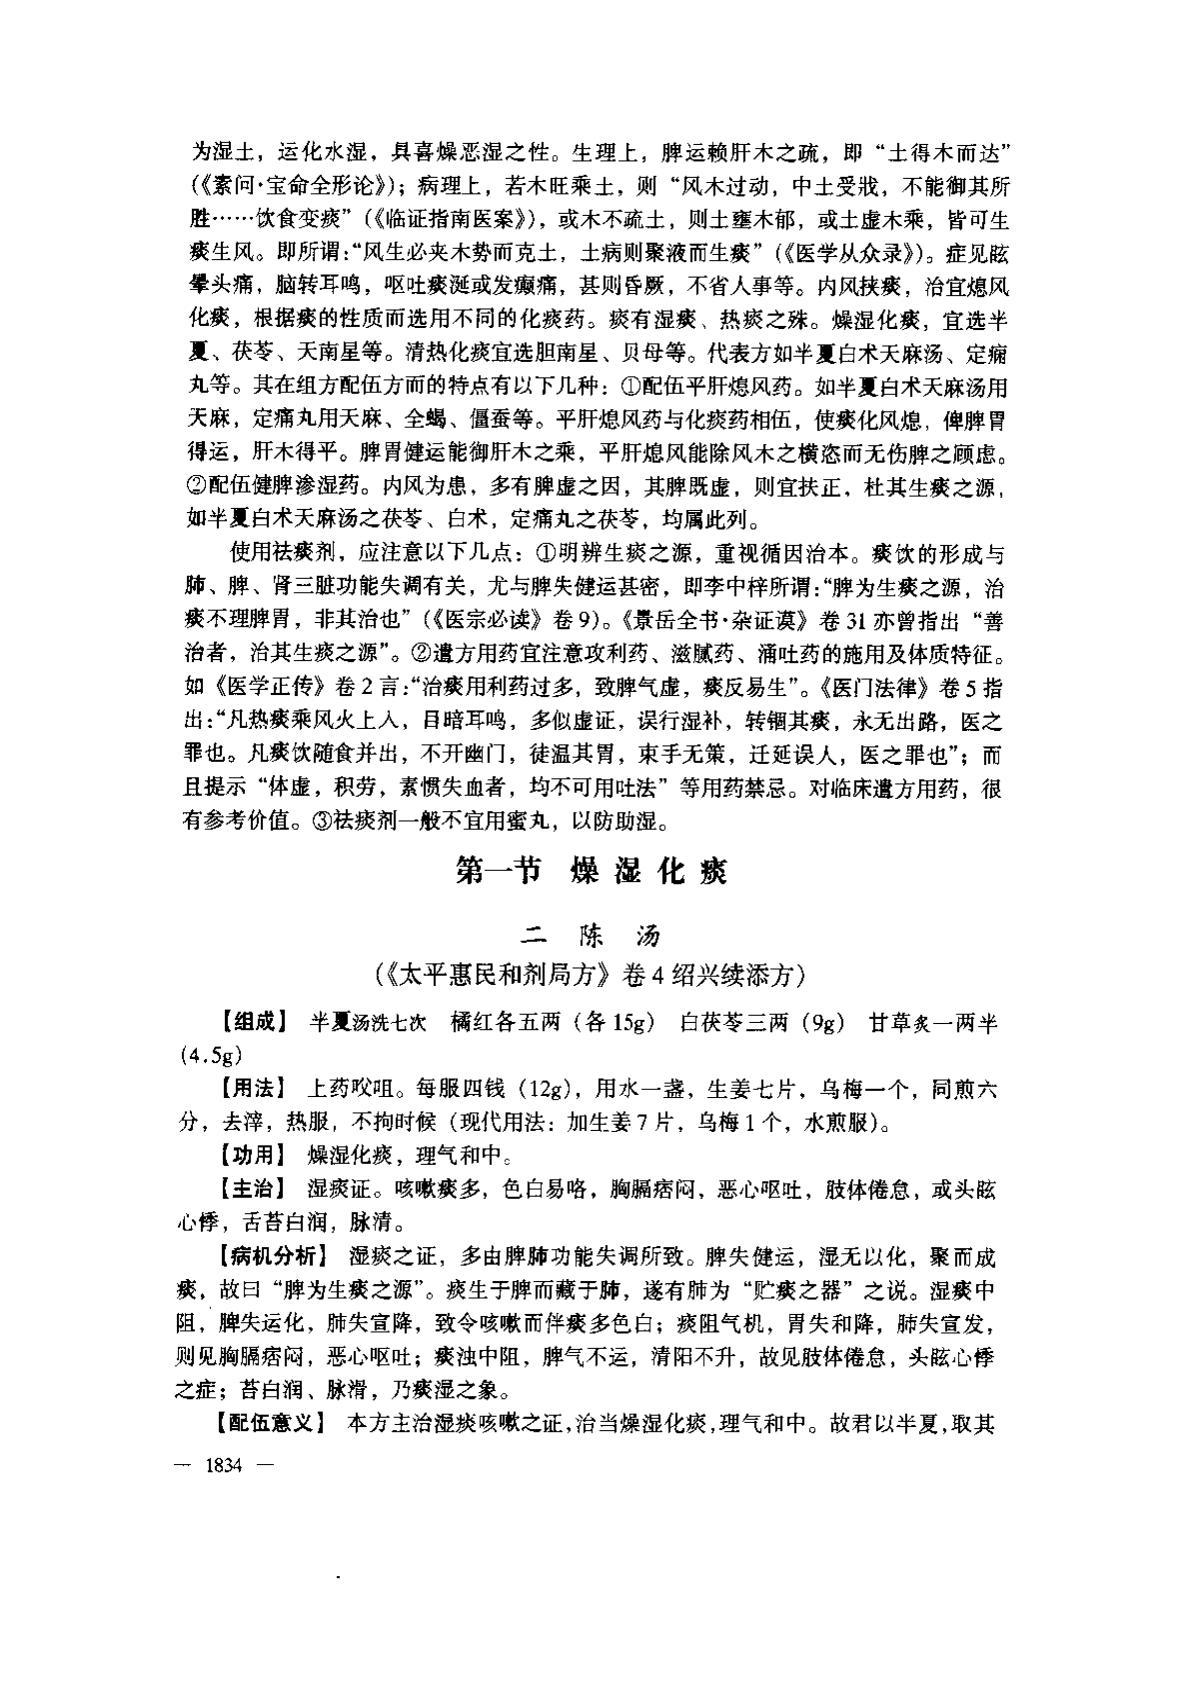 为湿土，运化水湿，具喜燥恶湿之性。生理上，脾运赖肝木之疏，即“土得木而达”
(《素问·宝命全形论》)；病理上，若木旺乘土，则“风木过动，中土受戕，不能御其所
胜……饮食变痰”(《临证指南医案》)，或木不疏土，则土壅木郁，或土虚木乘，皆可生
痰生风。即所谓:“风生必夹木势而克土，土病则聚液而生痰”(《医学从众录》)。症见眩
晕头痛，脑转耳鸣，呕吐痰涎或发癫痛，甚则昏厥，不省人事等。内风挟痰，治宜熄风
化痰，根据痰的性质而选用不同的化痰药。痰有湿痰、热痰之殊。燥湿化痰，宜选半
夏、茯苓、天南星等。清热化痰宜选胆南星、贝母等。代表方如半夏白术天麻汤、定痫
丸等。其在组方配伍方而的特点有以下几种：①配伍平肝熄风药。如半夏白术天麻汤用
天麻，定痛丸用天麻、全蝎、僵蚕等。平肝熄风药与化痰药相伍，使痰化风熄，俾脾胃
得运，肝木得平。脾胃健运能御肝木之乘，平肝熄风能除风木之横恣而无伤脾之顾虑。
②配伍健脾渗湿药。内风为患，多有脾虚之因，其脾既虚，则宜扶正，杜其生痰之源，
如半夏白术天麻汤之茯苓、白术，定痛丸之茯苓，均属此列。
使用祛痰剂，应注意以下几点：①明辨生痰之源，重视循因治本。痰饮的形成与
肺、脾、肾三脏功能失调有关，尤与脾失健运甚密，即李中梓所谓:“脾为生痰之源，治
痰不理脾胃，非其治也”(《医宗必读》卷9)。《景岳全书·杂证谟》卷31亦曾指出“善
治者，治其生痰之源”。②遣方用药宜注意攻利药、滋腻药、涌吐药的施用及体质特征。
如《医学正传》卷2言:“治痰用利药过多，致脾气虚，痰反易生”。《医门法律》卷5指
出:“凡热痰乘风火上入，目暗耳鸣，多似虚证，误行湿补，转锢其痰，永无出路，医之
罪也。凡痰饮随食并出，不开幽门，徒温其胃，束手无策，迁延误人，医之罪也”；而
且提示“体虚，积劳，素惯失血者，均不可用吐法”等用药禁忌。对临床遣方用药，很
有参考价值。③祛痰剂一般不宜用蜜丸，以防助湿。
第一节 燥湿化痰
二陈汤
(《太平惠民和剂局方》卷4绍兴续添方)
【组成】 半夏汤洗七次 橘红各五两（各15g） 白茯苓三两（9g） 甘草炙一两半
(4.5g)
【用法】 上药㕮咀。每服四钱（12g），用水一盏，生姜七片，乌梅一个，同煎六
分，去滓，热服，不拘时候（现代用法：加生姜7片，乌梅1个，水煎服）。
【功用】 燥湿化痰，理气和中。
【主治】 湿痰证。咳嗽痰多，色白易咯，胸膈痞闷，恶心呕吐，肢体倦怠，或头眩
心悸，舌苔白润，脉清。
【病机分析】 湿痰之证，多由脾肺功能失调所致。脾失健运，湿无以化，聚而成
痰，故曰“脾为生痰之源”。痰生于脾而藏于肺，遂有肺为“贮痰之器”之说。湿痰中
阻，脾失运化，肺失宣降，致令咳嗽而伴痰多色白；痰阻气机，胃失和降，肺失宣发，
则见胸膈痞闷，恶心呕吐；痰浊中阻，脾气不运，清阳不升，故见肢体倦怠，头眩心悸
之症；苔白润、脉滑，乃痰湿之象。
【配伍意义】 本方主治湿痰咳嗽之证,治当燥湿化痰,理气和中。故君以半夏,取其
— 1834 —